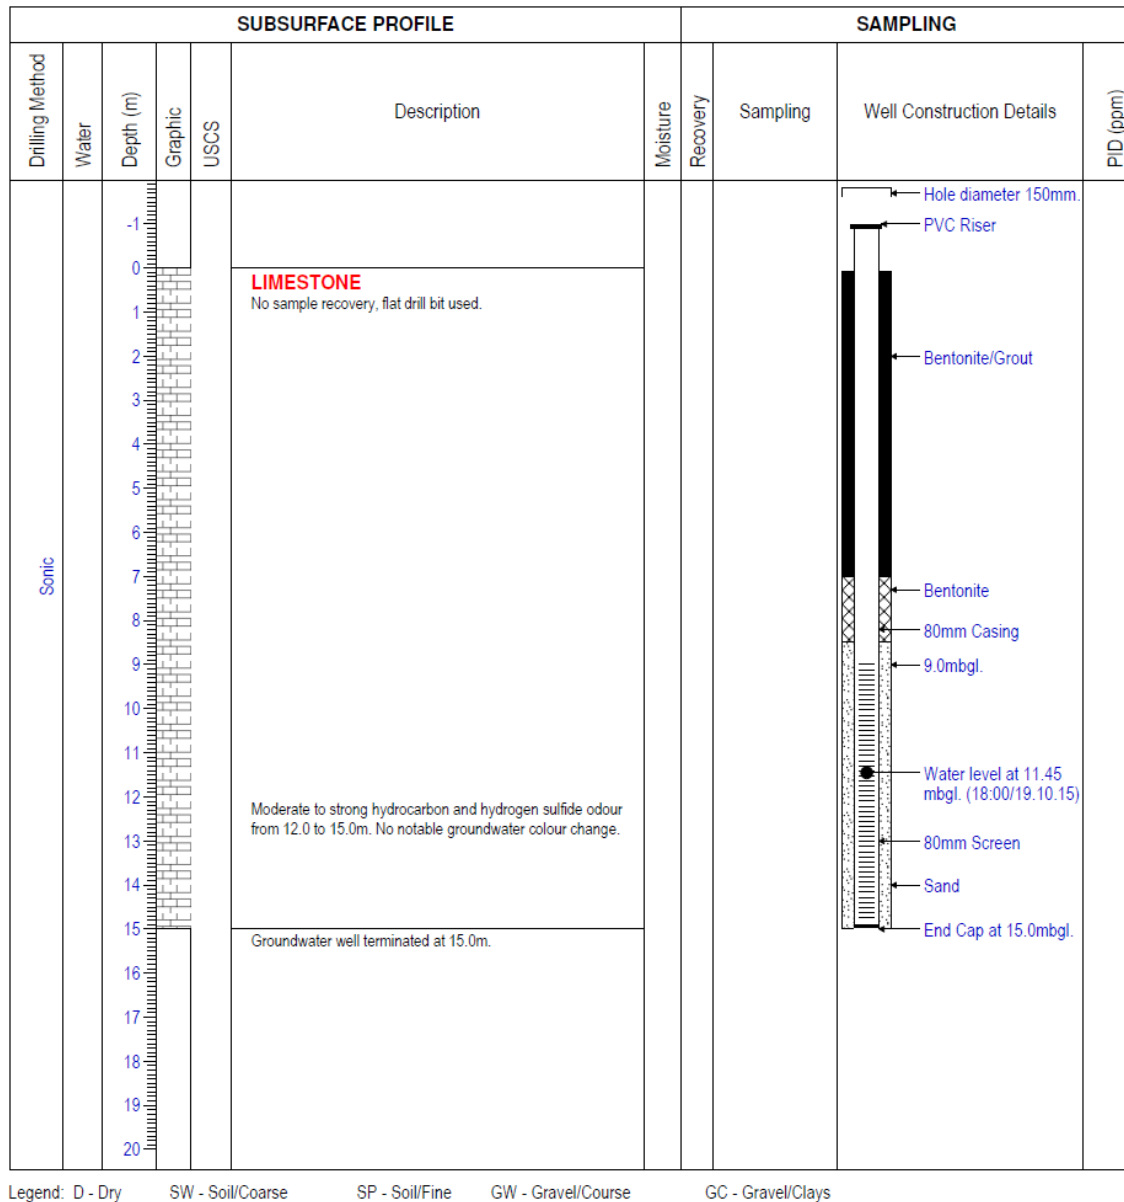 SUBSURFACE PROFILE
SAMPLING
Drilling Method
Water
Depth (m)
Graphic
USCS
Description
Moisture
Recovery
Sampling
Well Construction Details
PID (ppm)
Hole diameter 150mm.
-1
PVC Riser
0
LIMESTONE
No sample recovery, flat drill bit used.
1
2
Bentonite/Grout
3
4
5
6
Sonic
7
Bentonite
8
80mm Casing
9
9.0mbgl.
10
11
Water level at 11.45
mbgl. (18:00/19.10.15)
12
Moderate to strong hydrocarbon and hydrogen sulfide odour
from 12.0 to 15.0m. No notable groundwater colour change.
13
80mm Screen
14
Sand
15
End Cap at 15.0mbgl.
Groundwater well terminated at 15.0m.
16
17
18
19
20
Legend: D - Dry SW - Soil/Coarse SP - Soil/Fine GW - Gravel/Course GC - Gravel/Clays